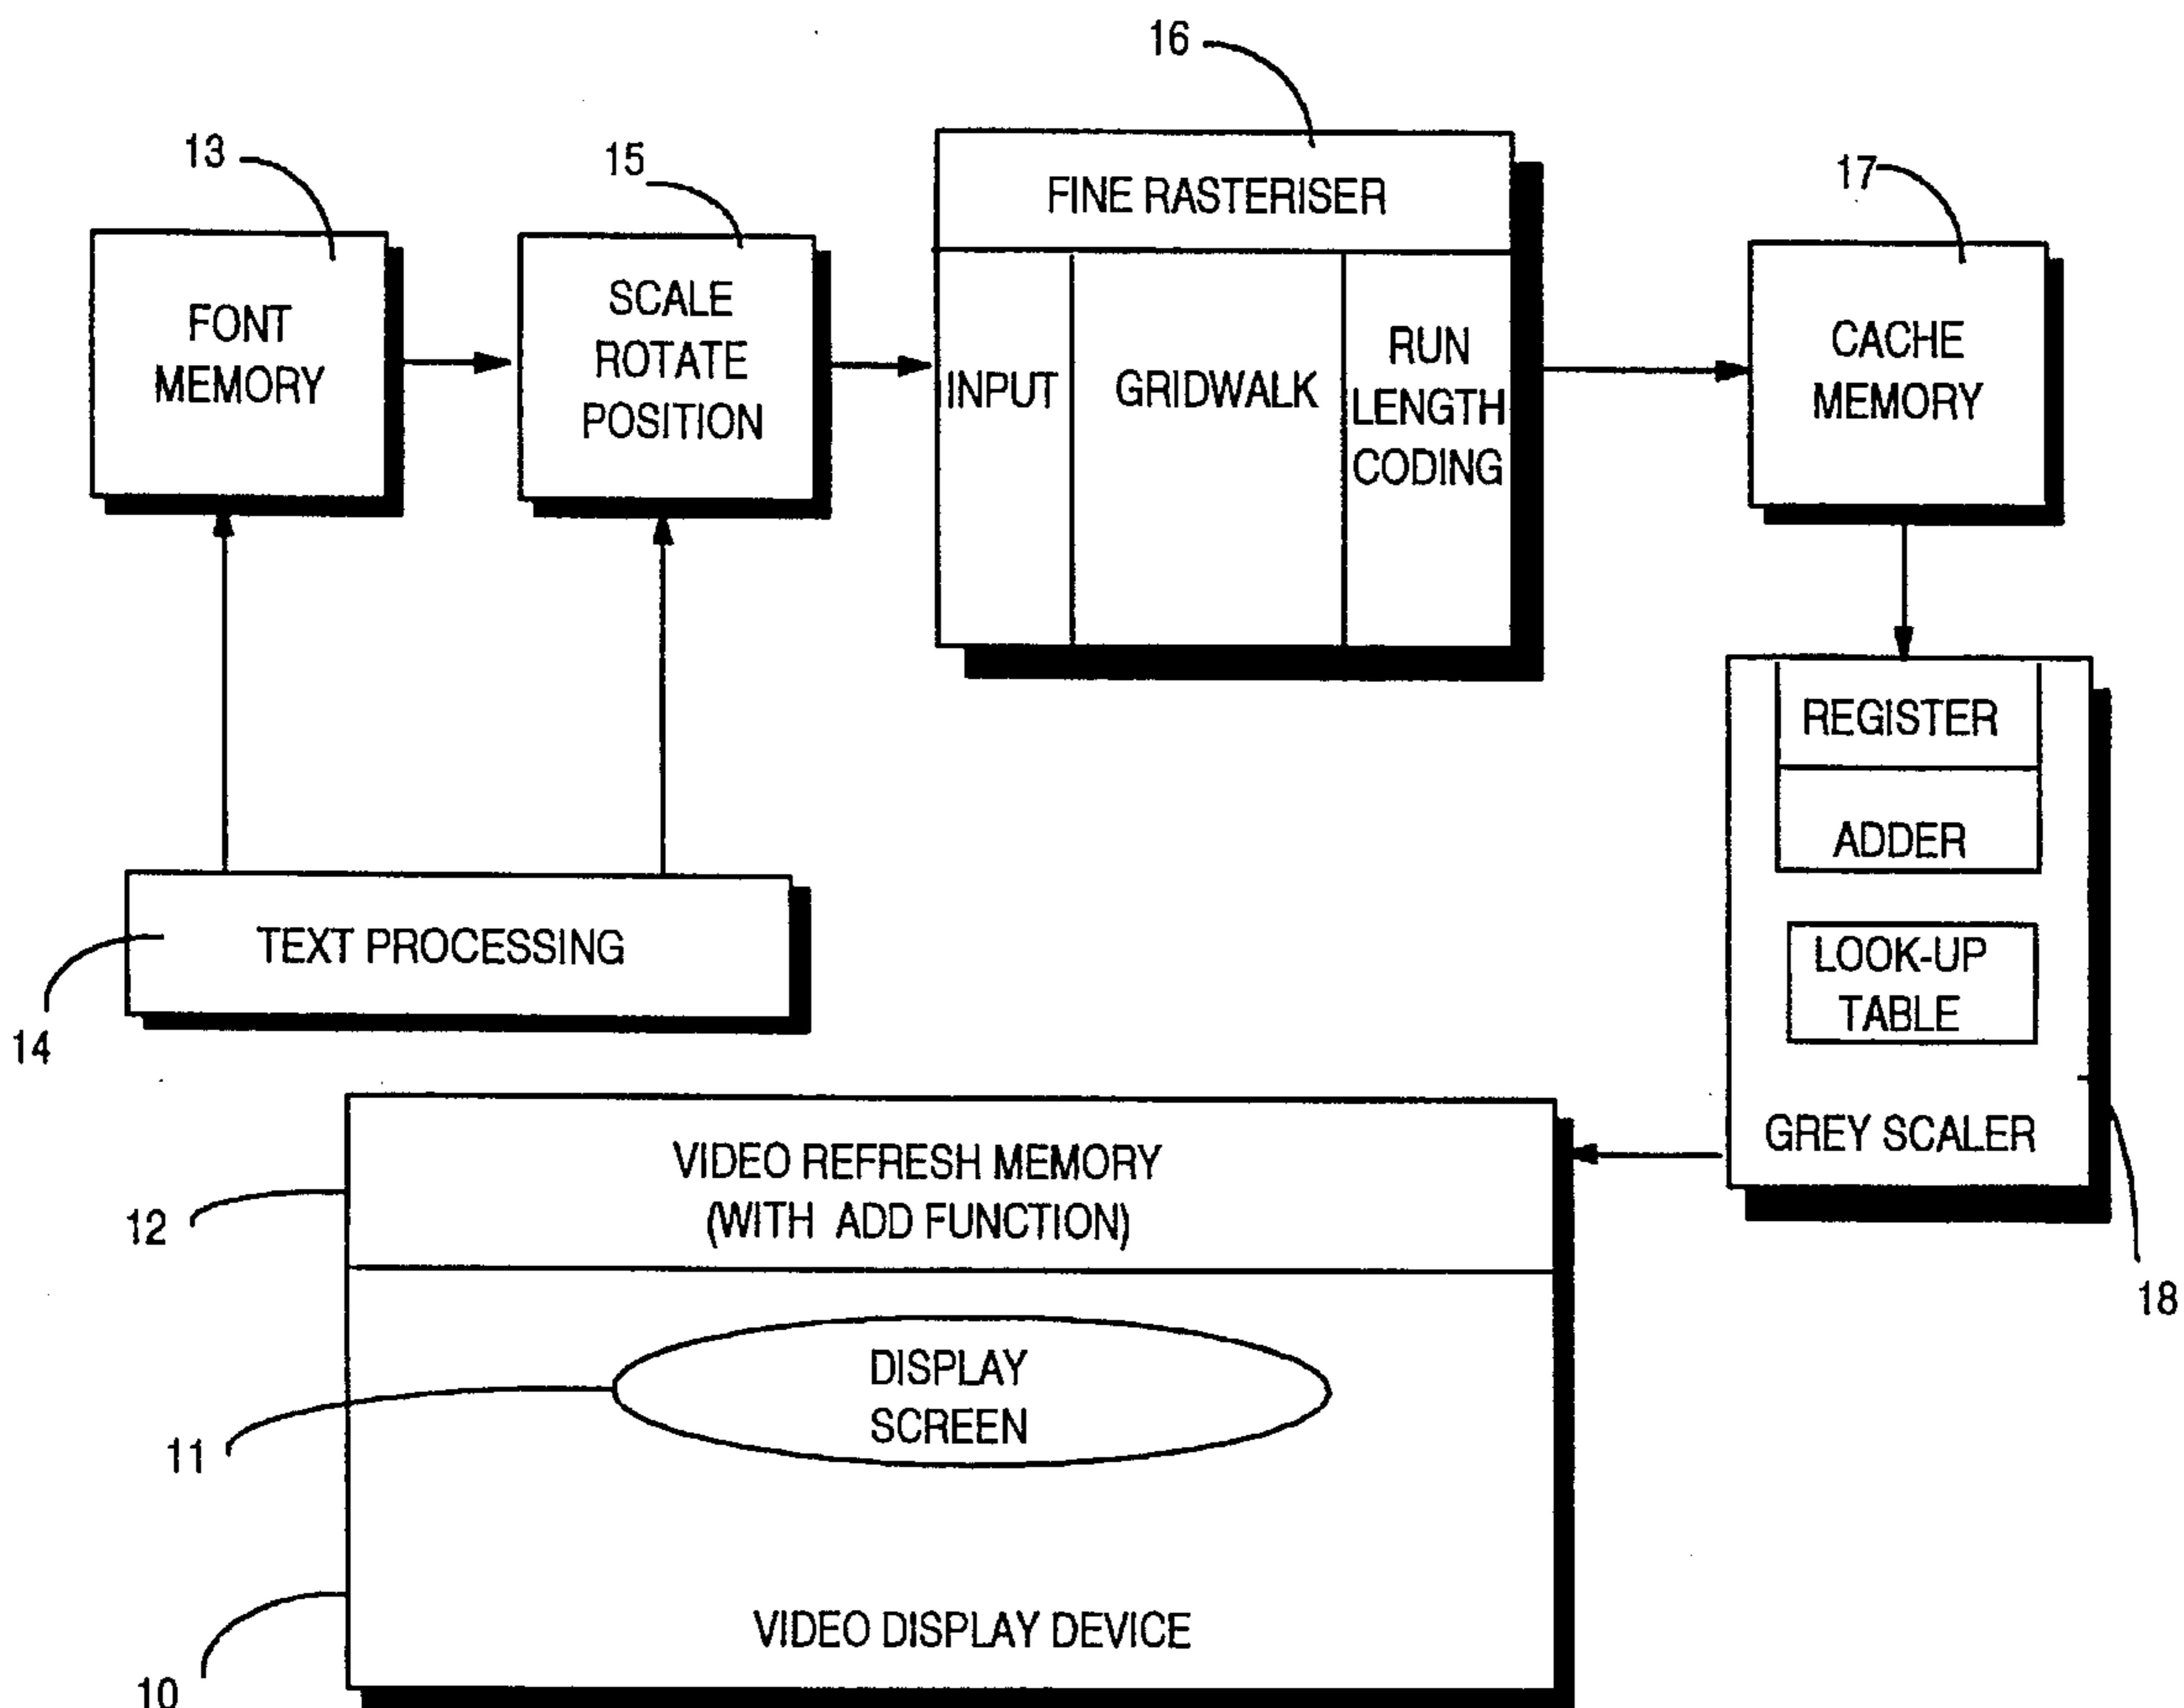 16
13
15
17
FINE RASTERISER
FONT
MEMORY
SCALE
ROTATE
POSITION
INPUT
GRIDWALK
RUN
LENGTH
CODING
CACHE
MEMORY
REGISTER
ADDER
LOOK-UP
TABLE
GREY SCALER
18
TEXT PROCESSING
14
VIDEO REFRESH MEMORY
(WITH ADD FUNCTION)
12
DISPLAY
SCREEN
11
VIDEO DISPLAY DEVICE
10